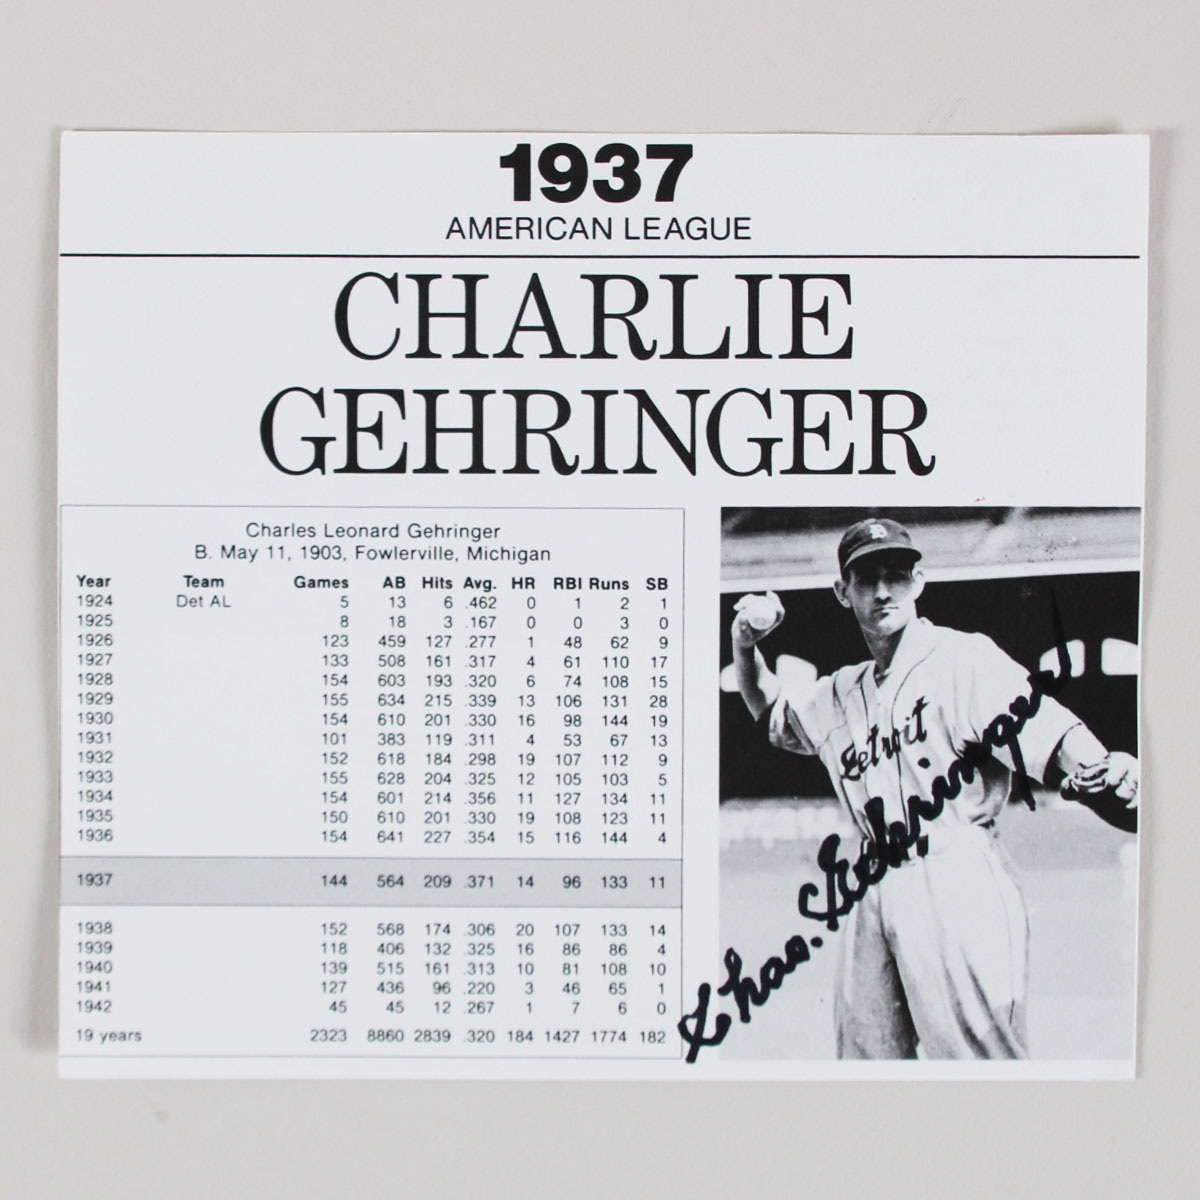 1937
AMERICAN LEAGUE
CHARLIE
GEHRINGER
Charles Leonard Gehringer
B. May 11, 1903, Fowlerville, Michigan
Year Team Games AB Hits Avg. HR RBI Runs SB
1924 Det AL 5 13 6 .462 0 1 2 1
1925 8 18 3 .167 0 0 3 0
1926 123 459 127 .277 1 48 62 9
1927 133 508 161 .317 4 61 110 17
1928 154 603 193 .320 6 74 108 15
1929 155 634 215 .339 13 106 131 28
1930 154 610 201 .330 16 98 144 19
1931 101 383 119 .311 4 53 67 13
1932 152 618 184 .298 19 107 112 9
1933 155 628 204 .325 12 105 103 5
1934 154 601 214 .356 11 127 134 11
1935 150 610 201 .330 19 108 123 11
1936 154 641 227 .354 15 116 144 4
1937 144 564 209 .371 14 96 133 11
1938 152 568 174 .306 20 107 133 14
1939 118 406 132 .325 16 86 86 4
1940 139 515 161 .313 10 81 108 10
1941 127 436 96 .220 3 46 65 1
1942 45 45 12 .267 1 7 6 0
19 years 2323 8860 2839 .320 184 1427 1774 182
D
Detroit
Chas. Gehringer